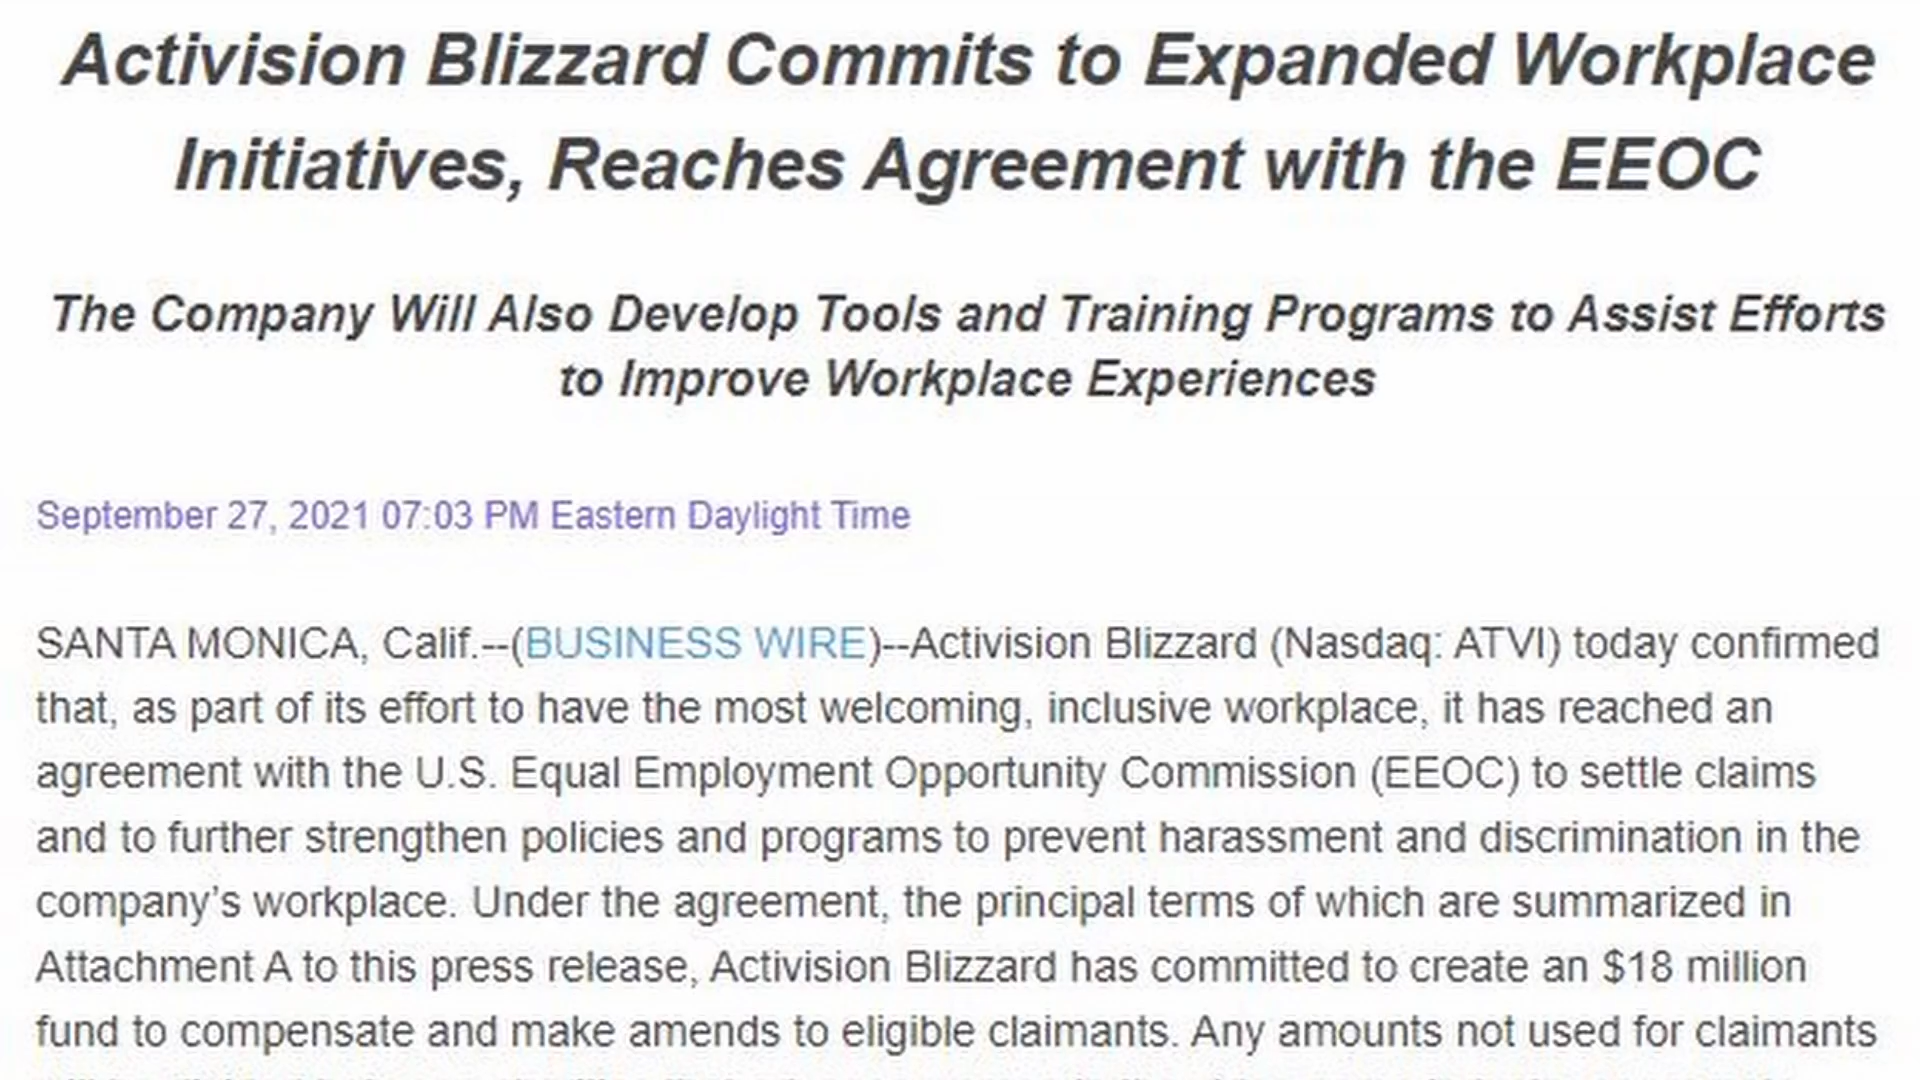 Activision Blizzard Commits to Expanded Workplace
Initiatives, Reaches Agreement with the EEOC
The Company Will Also Develop Tools and Training Programs to Assist Efforts
to Improve Workplace Experiences
September 27, 2021 07:03 PM Eastern Daylight Time
SANTA MONICA, Calif.--(BUSINESS WIRE)--Activision Blizzard (Nasdaq: ATVI) today confirmed
that, as part of its effort to have the most welcoming, inclusive workplace, it has reached an
agreement with the U.S. Equal Employment Opportunity Commission (EEOC) to settle claims
and to further strengthen policies and programs to prevent harassment and discrimination in the
company’s workplace. Under the agreement, the principal terms of which are summarized in
Attachment A to this press release, Activision Blizzard has committed to create an $18 million
fund to compensate and make amends to eligible claimants. Any amounts not used for claimants